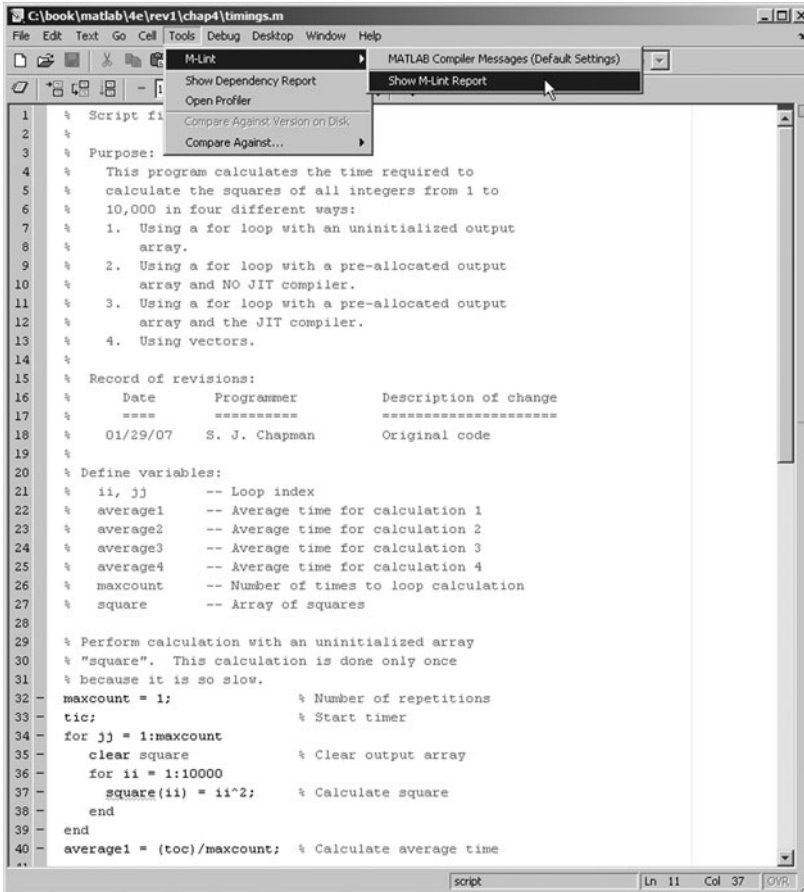 C:\book\matlab\4e\rev1\chap4\timings.m
File Edit Text Go Cell Tools Debug Desktop Window Help
M-Lint
MATLAB Compiler Messages (Default Settings)
Show Dependency Report
Show M-Lint Report
Open Profiler
Compare Against Version on Disk
Compare Against...
1 % Script fi
2 %
3 % Purpose:
4 % This program calculates the time required to
5 % calculate the squares of all integers from 1 to
6 % 10,000 in four different ways:
7 % 1. Using a for loop with an uninitialized output
8 % array.
9 % 2. Using a for loop with a pre-allocated output
10 % array and NO JIT compiler.
11 % 3. Using a for loop with a pre-allocated output
12 % array and the JIT compiler.
13 % 4. Using vectors.
14 %
15 % Record of revisions:
16 % Date Programmer Description of change
17 % ==== ========== =====================
18 % 01/29/07 S. J. Chapman Original code
19 %
20 % Define variables:
21 % ii, jj -- Loop index
22 % average1 -- Average time for calculation 1
23 % average2 -- Average time for calculation 2
24 % average3 -- Average time for calculation 3
25 % average4 -- Average time for calculation 4
26 % maxcount -- Number of times to loop calculation
27 % square -- Array of squares
28
29 % Perform calculation with an uninitialized array
30 % "square". This calculation is done only once
31 % because it is so slow.
32 - maxcount = 1; % Number of repetitions
33 - tic; % Start timer
34 - for jj = 1:maxcount
35 - clear square % Clear output array
36 - for ii = 1:10000
37 - square(ii) = ii^2; % Calculate square
38 - end
39 - end
40 - average1 = (toc)/maxcount; % Calculate average time
script Ln 11 Col 37 OVR